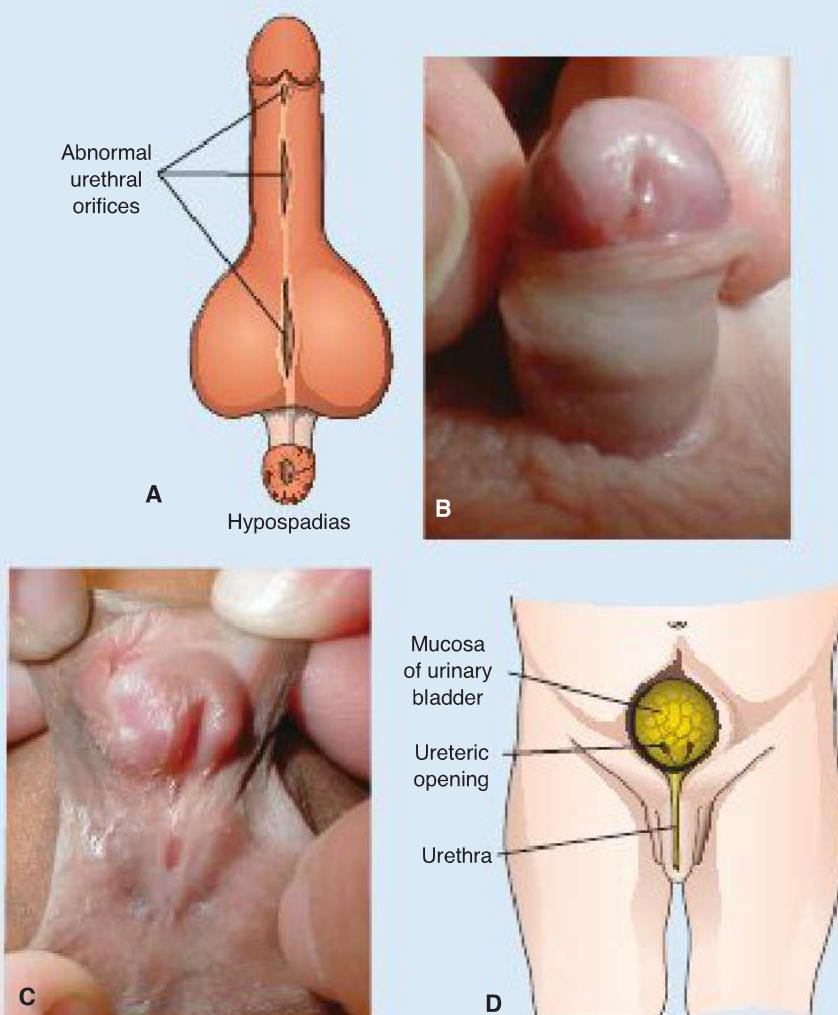 Abnormal
urethral
orifices
A
Hypospadias
B
C
Mucosa
of urinary
bladder
Ureteric
opening
Urethra
D